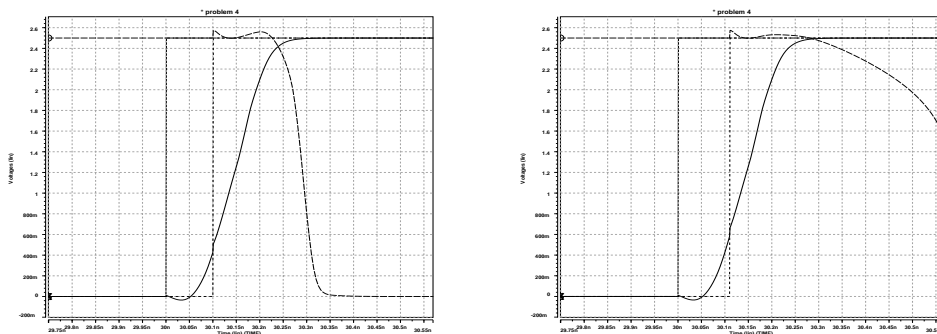 * problem 4
2.6
2.4
2.2
2
1.8
1.6
1.4
1.2
1
800m
600m
400m
200m
0
-200m
Voltages (lin)
29.75n 29.8n 29.85n 29.9n 29.95n 30n 30.05n 30.1n 30.15n 30.2n 30.25n 30.3n 30.35n 30.4n 30.45n 30.5n 30.55n
Time (lin) (TIME)
* problem 4
2.6
2.4
2.2
2
1.8
1.6
1.4
1.2
1
800m
600m
400m
200m
0
-200m
Voltages (lin)
29.75n 29.8n 29.85n 29.9n 29.95n 30n 30.05n 30.1n 30.15n 30.2n 30.25n 30.3n 30.35n 30.4n 30.45n 30.5n
Time (lin) (TIME)